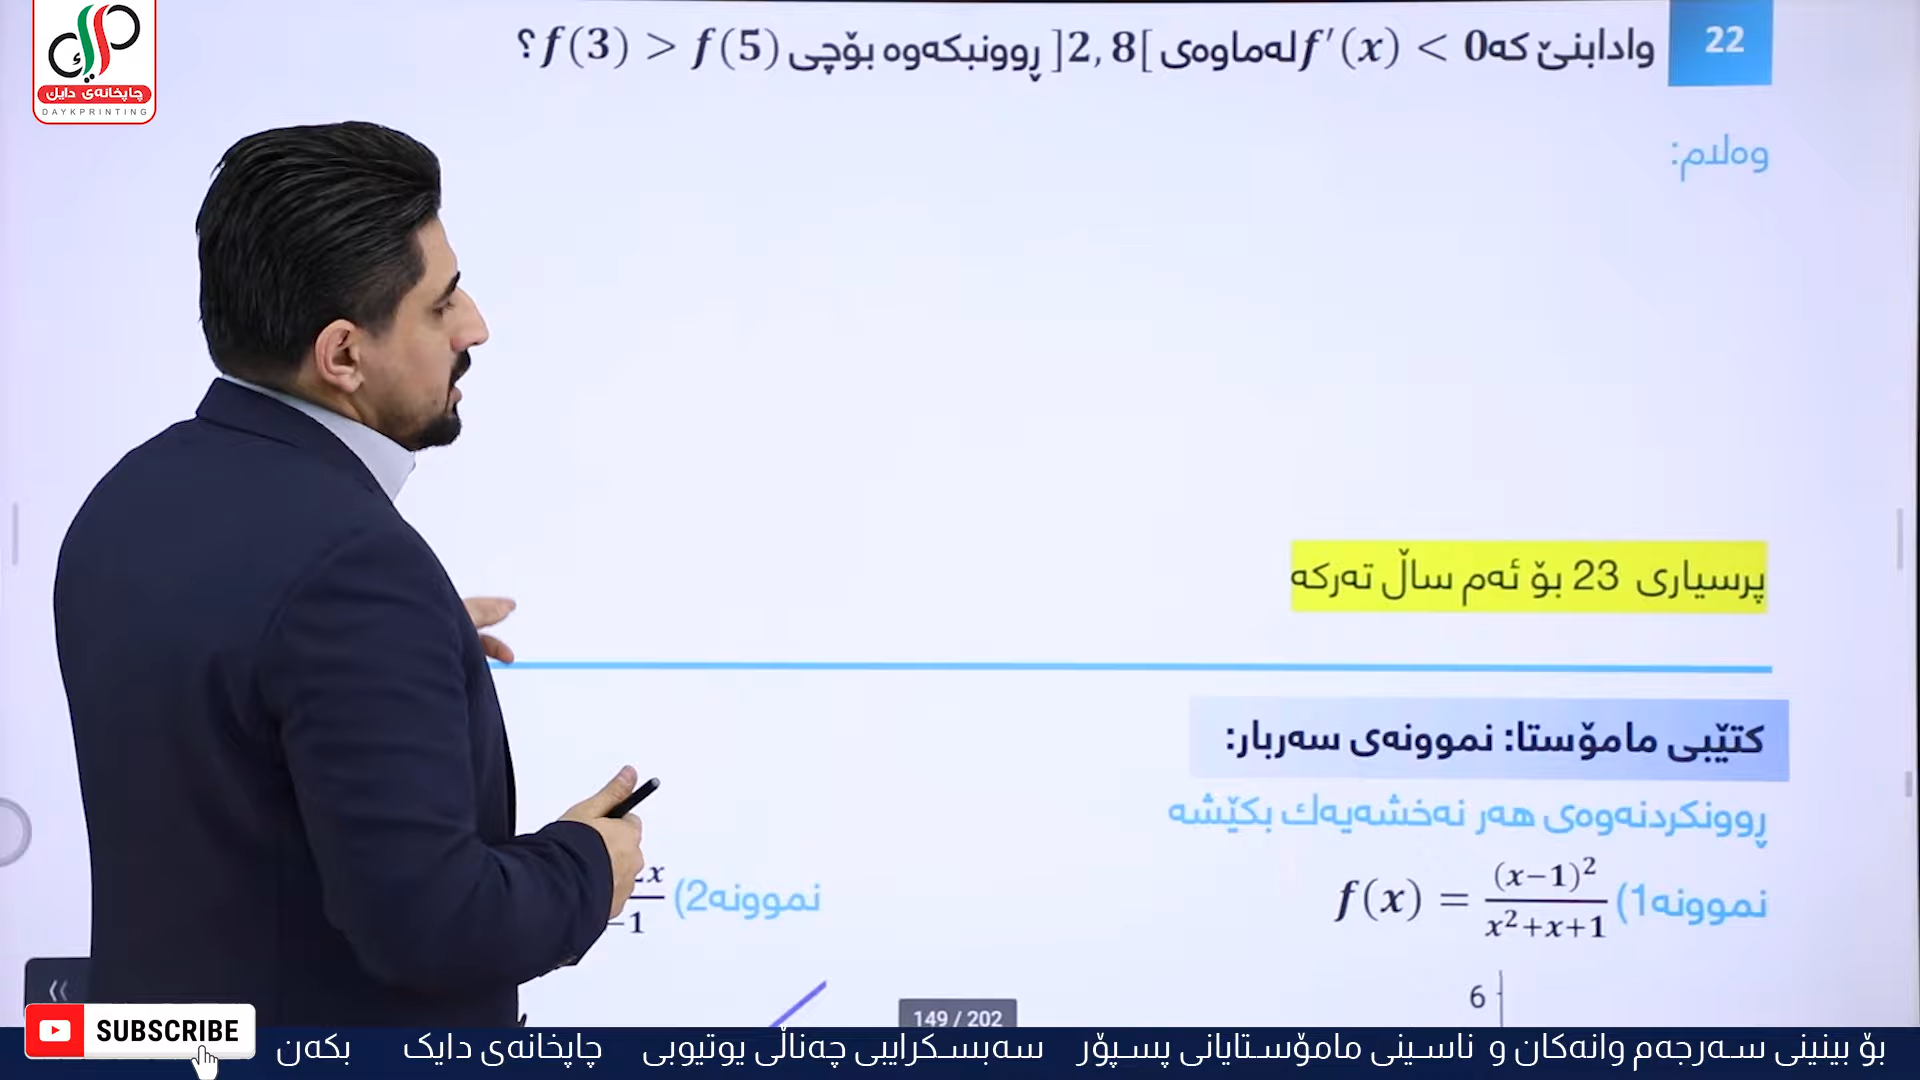 چاپخانەی دایك
DAYKPRINTING
22 وادابنێ کە f′(x) < 0 لەماوەی ]2, 8[ ڕوونبکەوە بۆچی f(3) > f(5) ؟
وەڵام:
پرسیاری 23 بۆ ئەم ساڵ تەرکە
کتێبی مامۆستا: نموونەی سەربار:
ڕوونکردنەوەی هەر نەخشەیەك بکێشە
نموونە1) f(x) = (x−1)²/(x²+x+1)
نموونە2)
6
149 / 202
SUBSCRIBE
بۆ بینینی سەرجەم وانەکان و ناسینی مامۆستایانی پسپۆر سەبسکرایبی چەناڵی یوتیوبی چاپخانەی دایک بکەن